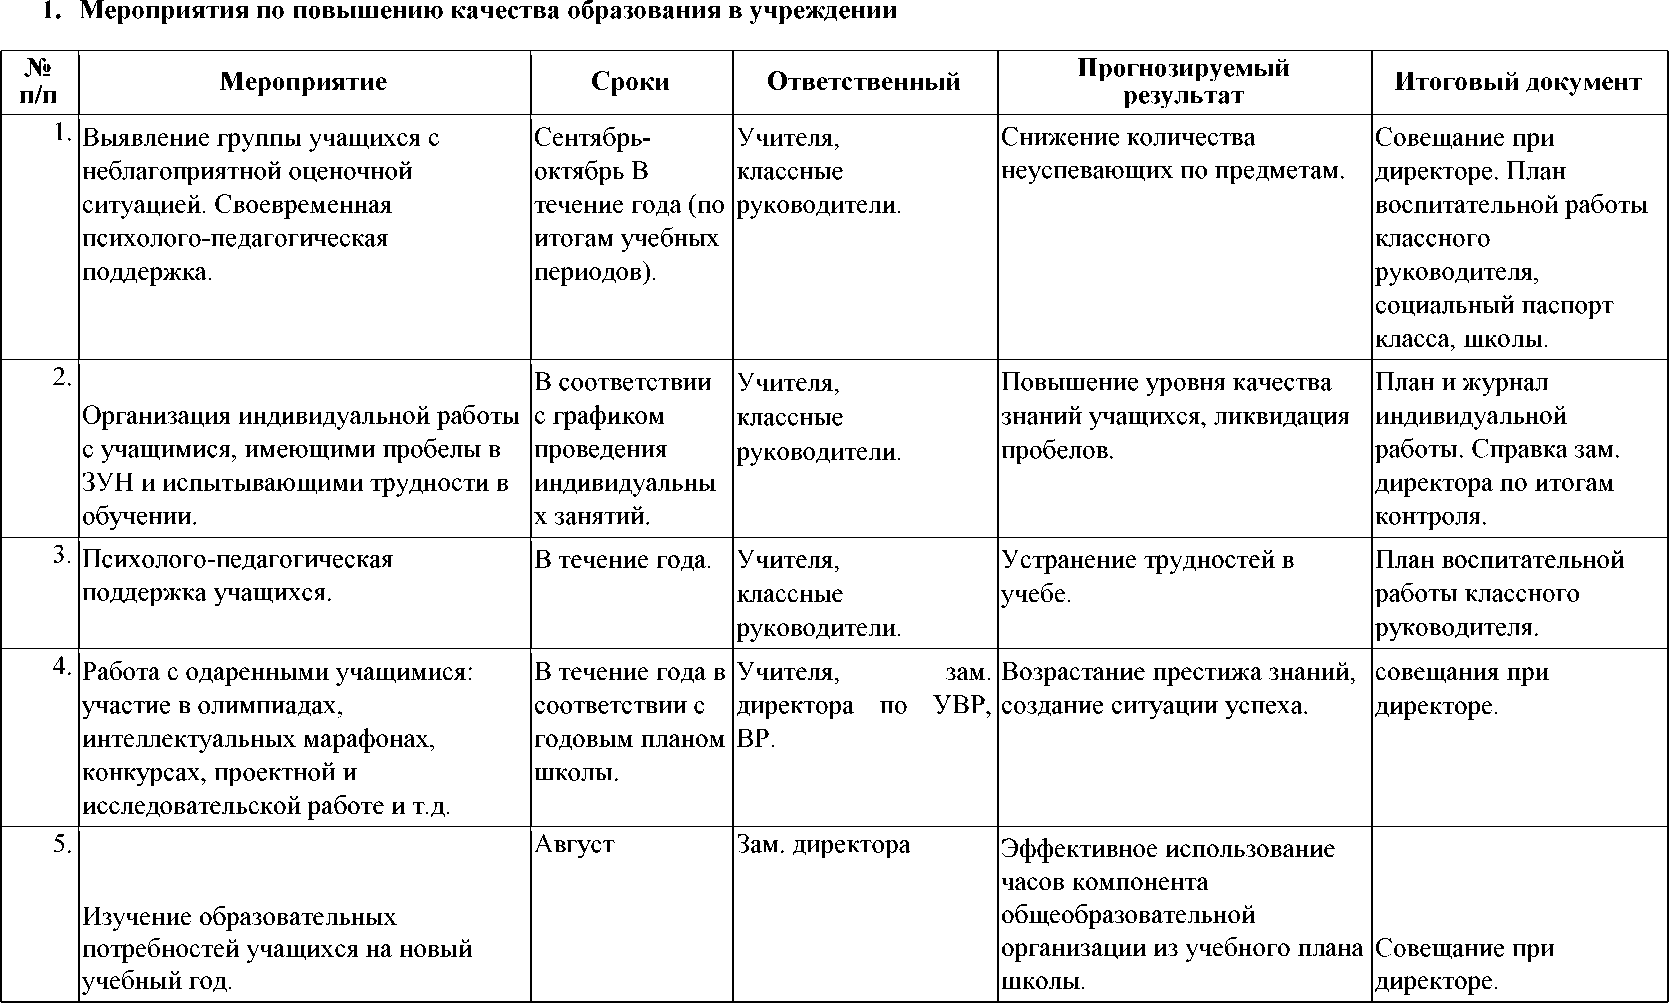 1. Мероприятия по повышению качества образования в учреждении
№
п/п
Мероприятие
Сроки
Ответственный
Прогнозируемый
результат
Итоговый документ
1.
Выявление группы учащихся с
неблагоприятной оценочной
ситуацией. Своевременная
психолого-педагогическая
поддержка.
Сентябрь-
октябрь В
течение года (по
итогам учебных
периодов).
Учителя,
классные
руководители.
Снижение количества
неуспевающих по предметам.
Совещание при
директоре. План
воспитательной работы
классного
руководителя,
социальный паспорт
класса, школы.
2.
Организация индивидуальной работы
с учащимися, имеющими пробелы в
ЗУН и испытывающими трудности в
обучении.
В соответствии
с графиком
проведения
индивидуальны
х занятий.
Учителя,
классные
руководители.
Повышение уровня качества
знаний учащихся, ликвидация
пробелов.
План и журнал
индивидуальной
работы. Справка зам.
директора по итогам
контроля.
3.
Психолого-педагогическая
поддержка учащихся.
В течение года.
Учителя,
классные
руководители.
Устранение трудностей в
учебе.
План воспитательной
работы классного
руководителя.
4.
Работа с одаренными учащимися:
участие в олимпиадах,
интеллектуальных марафонах,
конкурсах, проектной и
исследовательской работе и т.д.
В течение года в
соответствии с
годовым планом
школы.
Учителя, зам.
директора по УВР,
ВР.
Возрастание престижа знаний,
создание ситуации успеха.
совещания при
директоре.
5.
Изучение образовательных
потребностей учащихся на новый
учебный год.
Август
Зам. директора
Эффективное использование
часов компонента
общеобразовательной
организации из учебного плана
школы.
Совещание при
директоре.